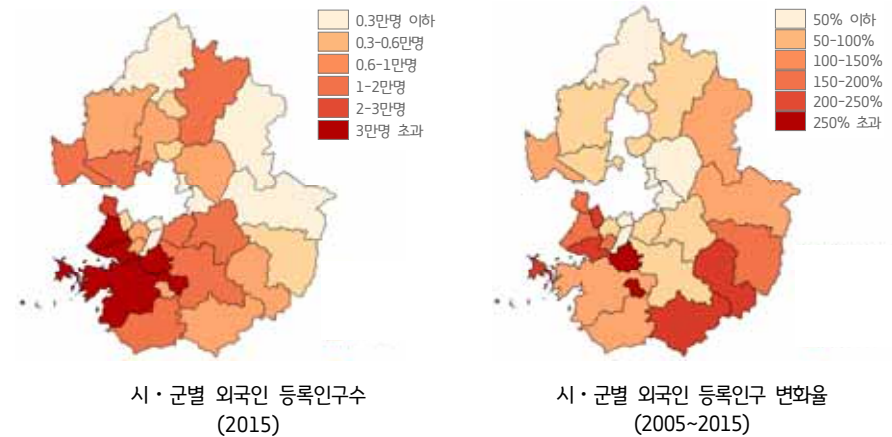 0.3만명 이하
0.3-0.6만명
0.6-1만명
1-2만명
2-3만명
3만명 초과
시・군별 외국인 등록인구수
(2015)
50% 이하
50-100%
100-150%
150-200%
200-250%
250% 초과
시・군별 외국인 등록인구 변화율
(2005~2015)